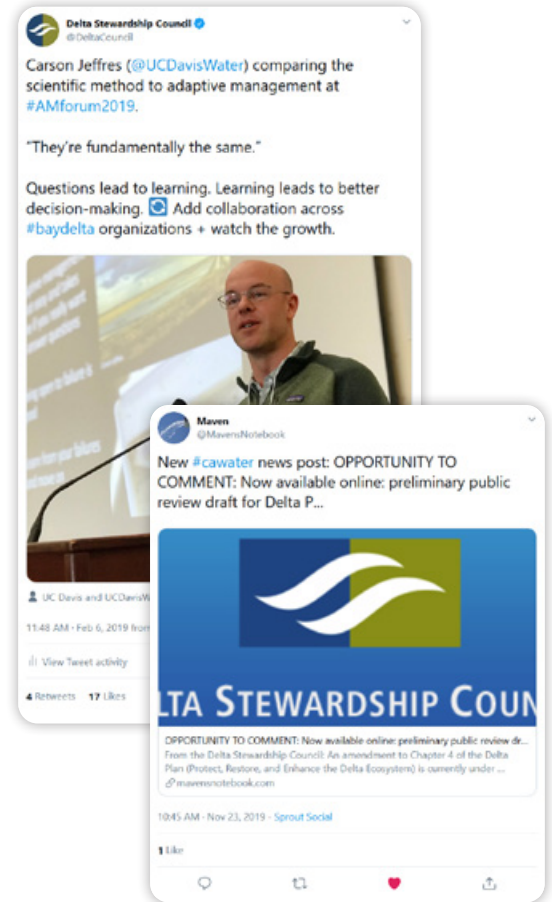 Delta Stewardship Council
@DeltaCouncil
Carson Jeffres (@UCDavisWater) comparing the
scientific method to adaptive management at
#AMforum2019.
"They're fundamentally the same."
Questions lead to learning. Learning leads to better
decision-making. 🔄 Add collaboration across
#baydelta organizations + watch the growth.
UC Davis and UCDavisW
11:48 AM · Feb 6, 2019 from
View Tweet activity
4 Retweets 17 Likes
Maven
@MavensNotebook
New #cawater news post: OPPORTUNITY TO
COMMENT: Now available online: preliminary public
review draft for Delta P...
LTA STEWARDSHIP COUN
OPPORTUNITY TO COMMENT: Now available online: preliminary public review dr...
From the Delta Stewardship Council: An amendment to Chapter 4 of the Delta
Plan (Protect, Restore, and Enhance the Delta Ecosystem) is currently under ...
mavensnotebook.com
10:45 AM · Nov 23, 2019 · Sprout Social
1 Like